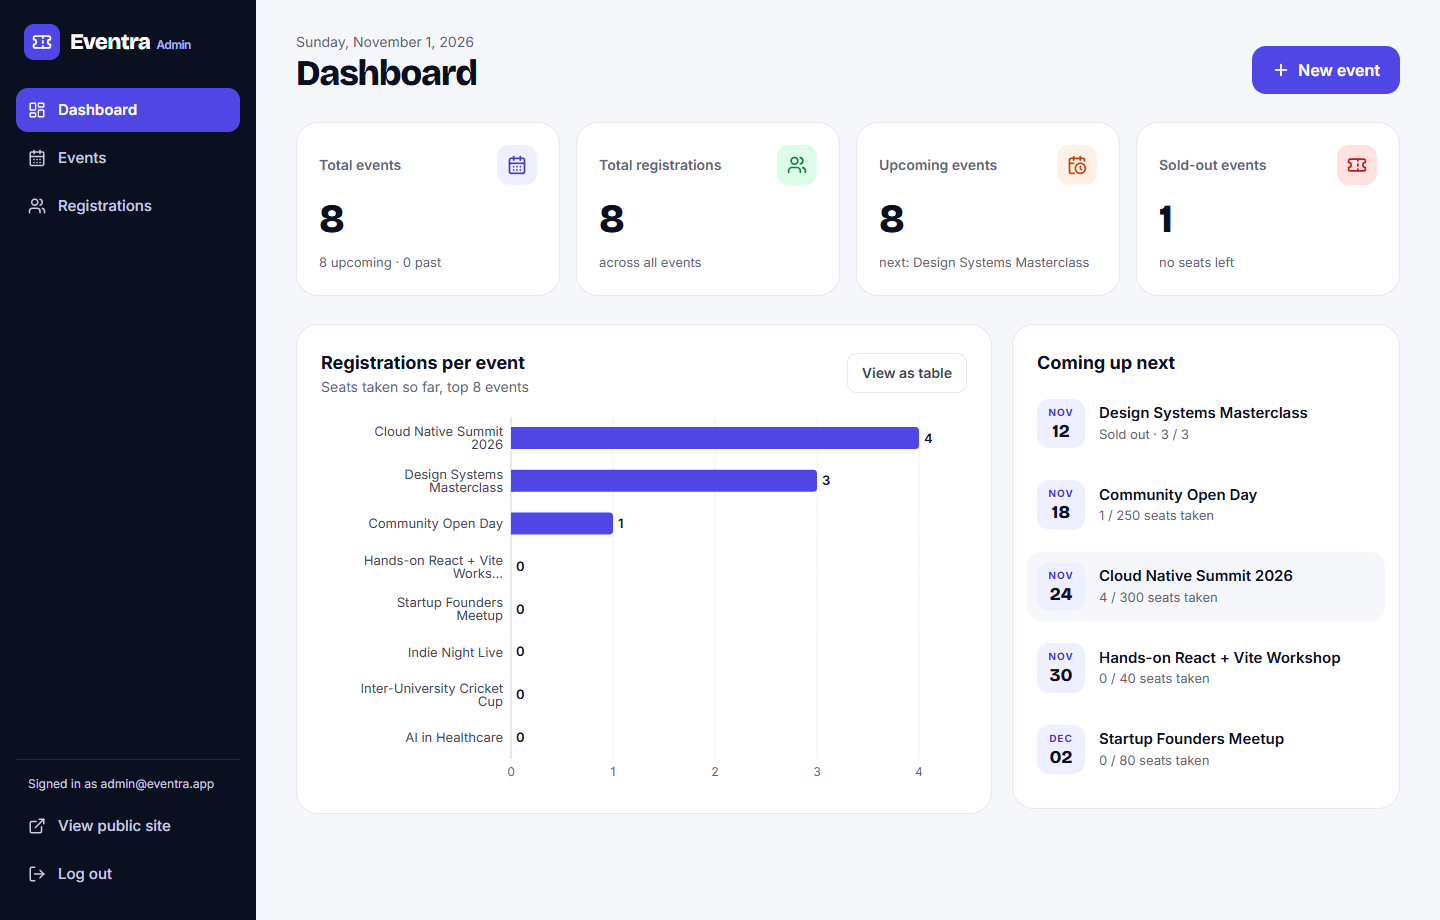 Eventra Admin
Dashboard
Events
Registrations
Signed in as admin@eventra.app
View public site
Log out
Sunday, November 1, 2026
Dashboard
New event
Total events
8
8 upcoming · 0 past
Total registrations
8
across all events
Upcoming events
8
next: Design Systems Masterclass
Sold-out events
1
no seats left
Registrations per event
Seats taken so far, top 8 events
View as table
Cloud Native Summit
2026
4
Design Systems
Masterclass
3
Community Open Day
1
Hands-on React + Vite
Works...
0
Startup Founders
Meetup
0
Indie Night Live
0
Inter-University Cricket
Cup
0
AI in Healthcare
0
0 1 2 3 4
Coming up next
NOV
12
Design Systems Masterclass
Sold out · 3 / 3
NOV
18
Community Open Day
1 / 250 seats taken
NOV
24
Cloud Native Summit 2026
4 / 300 seats taken
NOV
30
Hands-on React + Vite Workshop
0 / 40 seats taken
DEC
02
Startup Founders Meetup
0 / 80 seats taken